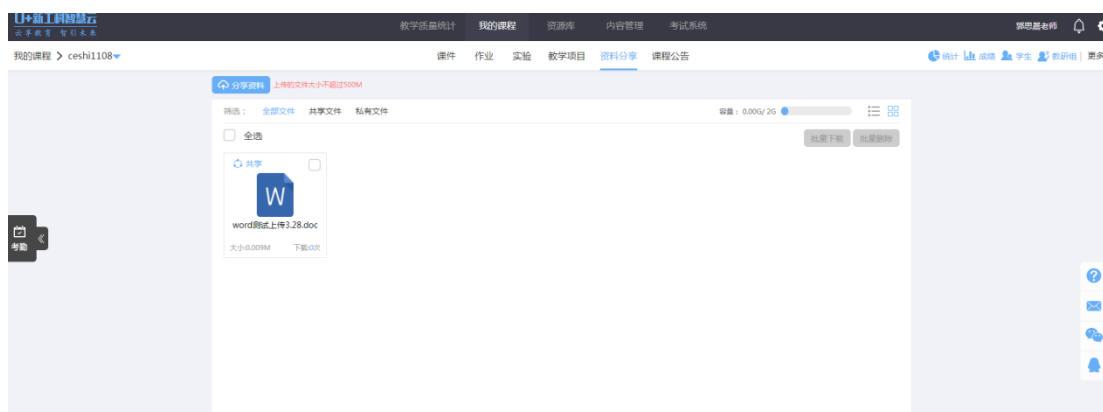 U+新工科智慧云
云享教育 智引未来
教学质量统计 我的课程 资源库 内容管理 考试系统
郭思晨老师
我的课程 > ceshi1108
课件 作业 实验 教学项目 资料分享 课程公告
统计 成绩 学生 教研组 | 更多
分享资料 上传的文件大小不超过500M
筛选: 全部文件 共享文件 私有文件
容量: 0.00G/ 2G
全选
批量下载 批量删除
共享
W
word测试上传3.28.doc
大小:0.009M 下载:0次
考勤